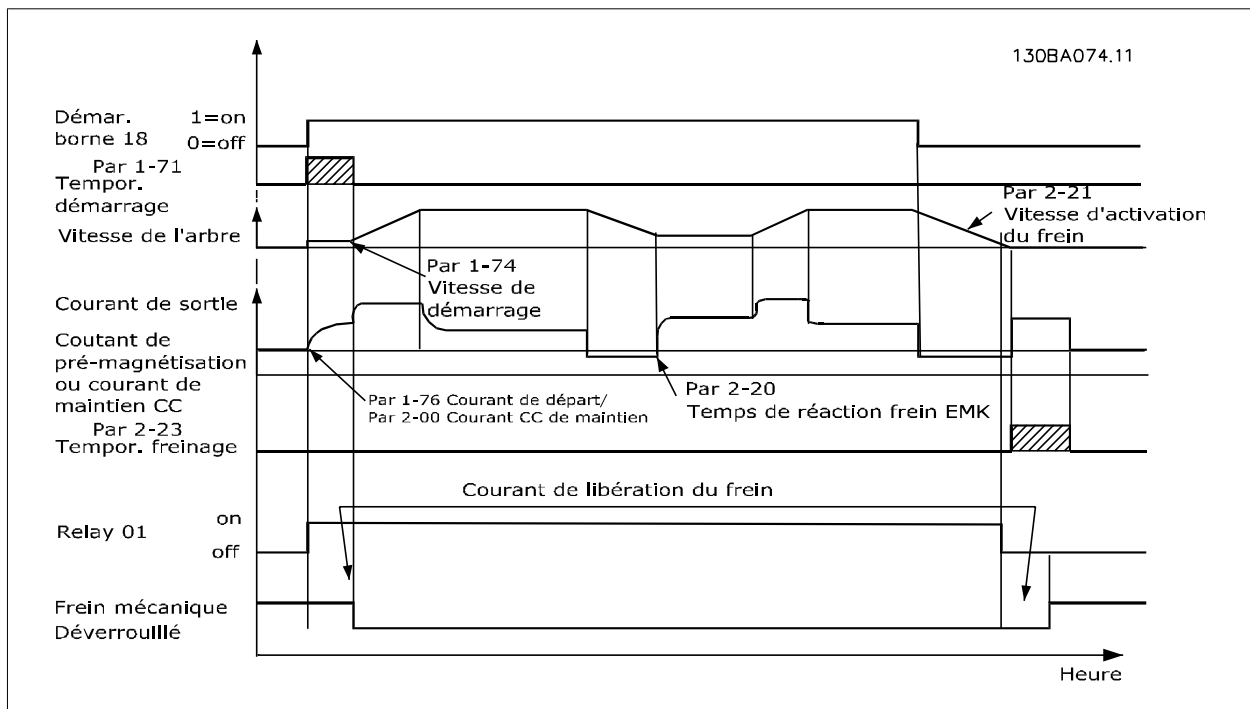 130BA074.11
Démar. 1=on
borne 18 0=off
Par 1-71
Tempor.
démarrage
Par 2-21
Vitesse d'activation
du frein
Vitesse de l'arbre
Par 1-74
Vitesse de
démarrage
Courant de sortie
Coutant de
pré-magnétisation
ou courant de
maintien CC
Par 1-76 Courant de départ/
Par 2-00 Courant CC de maintien
Par 2-20
Temps de réaction frein EMK
Par 2-23
Tempor. freinage
Courant de libération du frein
on
Relay 01
off
Frein mécanique
Déverrouillé
Heure